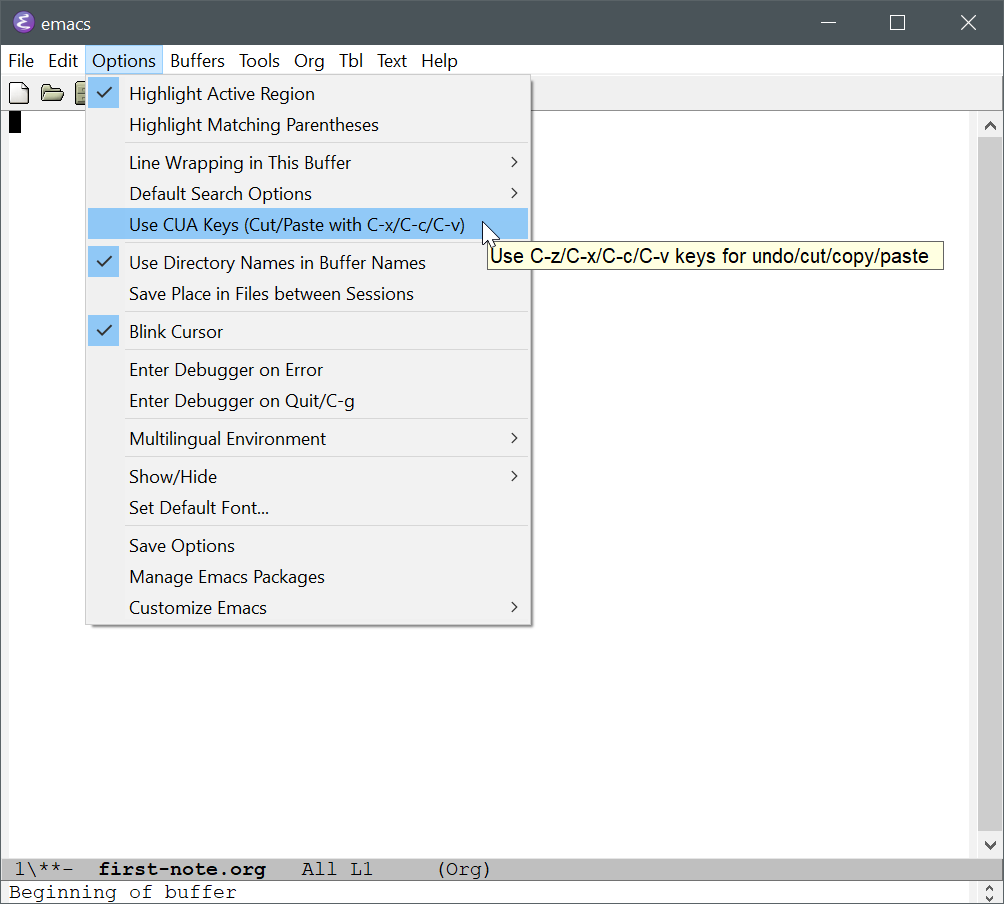 emacs
File Edit Options Buffers Tools Org Tbl Text Help
Highlight Active Region
Highlight Matching Parentheses
Line Wrapping in This Buffer
Default Search Options
Use CUA Keys (Cut/Paste with C-x/C-c/C-v)
Use C-z/C-x/C-c/C-v keys for undo/cut/copy/paste
Use Directory Names in Buffer Names
Save Place in Files between Sessions
Blink Cursor
Enter Debugger on Error
Enter Debugger on Quit/C-g
Multilingual Environment
Show/Hide
Set Default Font...
Save Options
Manage Emacs Packages
Customize Emacs
1\**- first-note.org All L1 (Org)
Beginning of buffer